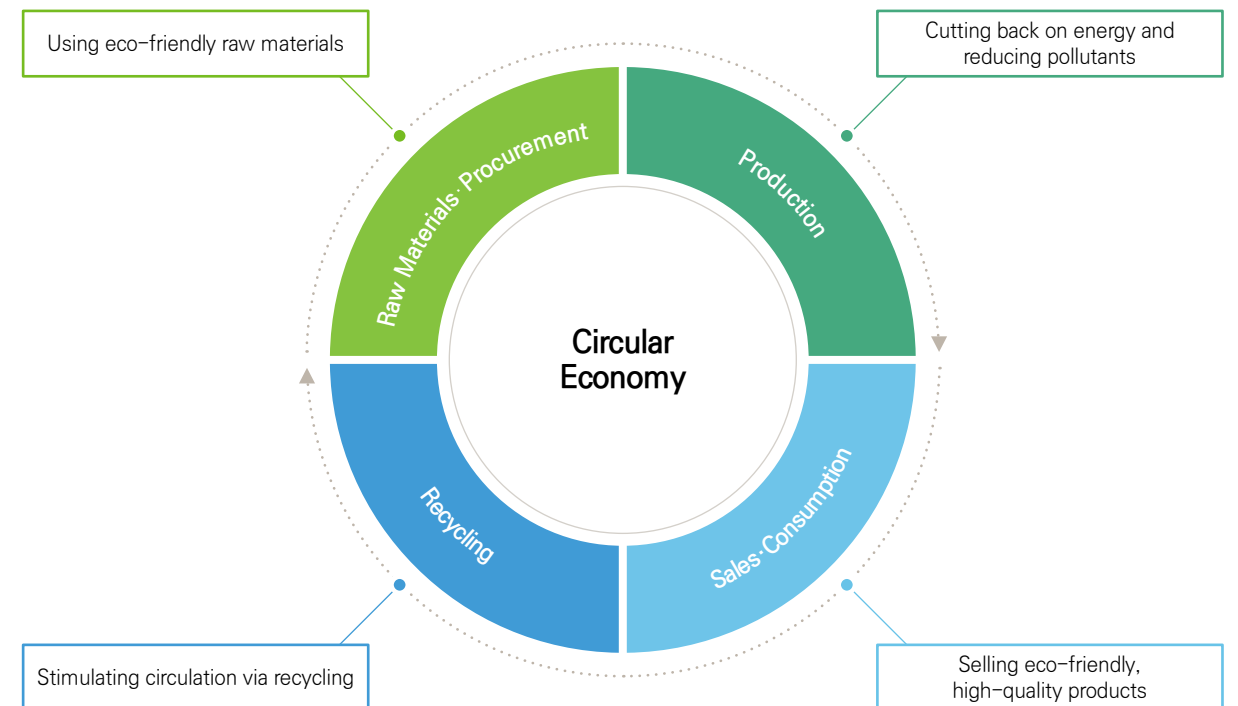 Using eco-friendly raw materials
Cutting back on energy and
reducing pollutants
Raw Materials·Procurement
Production
Circular
Economy
Recycling
Sales·Consumption
Stimulating circulation via recycling
Selling eco-friendly,
high-quality products